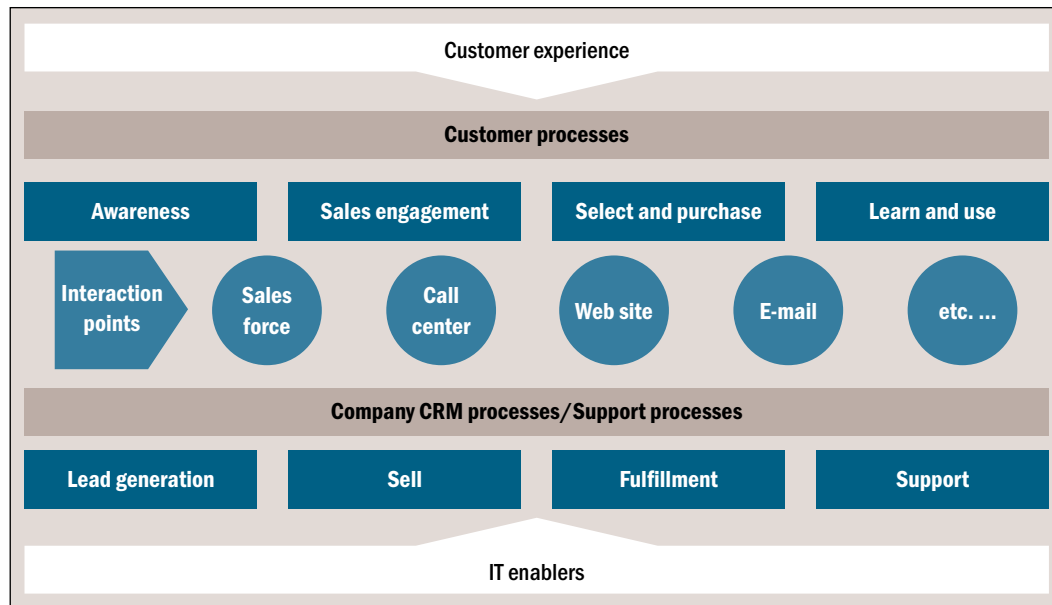 Customer experience
Customer processes
Awareness
Sales engagement
Select and purchase
Learn and use
Interaction
points
Sales
force
Call
center
Web site
E-mail
etc. ...
Company CRM processes/Support processes
Lead generation
Sell
Fulfillment
Support
IT enablers